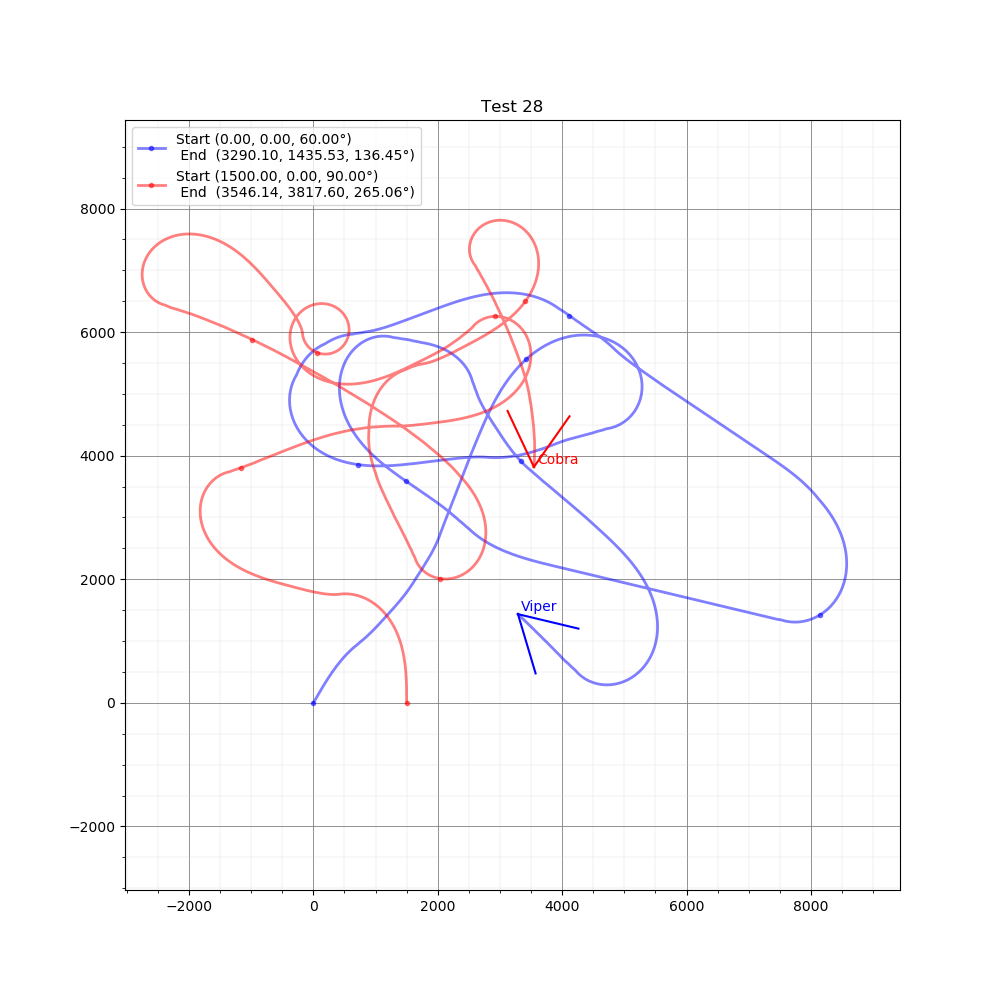 Test 28
Start (0.00, 0.00, 60.00°)
End (3290.10, 1435.53, 136.45°)
Start (1500.00, 0.00, 90.00°)
End (3546.14, 3817.60, 265.06°)
8000
6000
4000
2000
0
−2000
Cobra
Viper
−2000 0 2000 4000 6000 8000